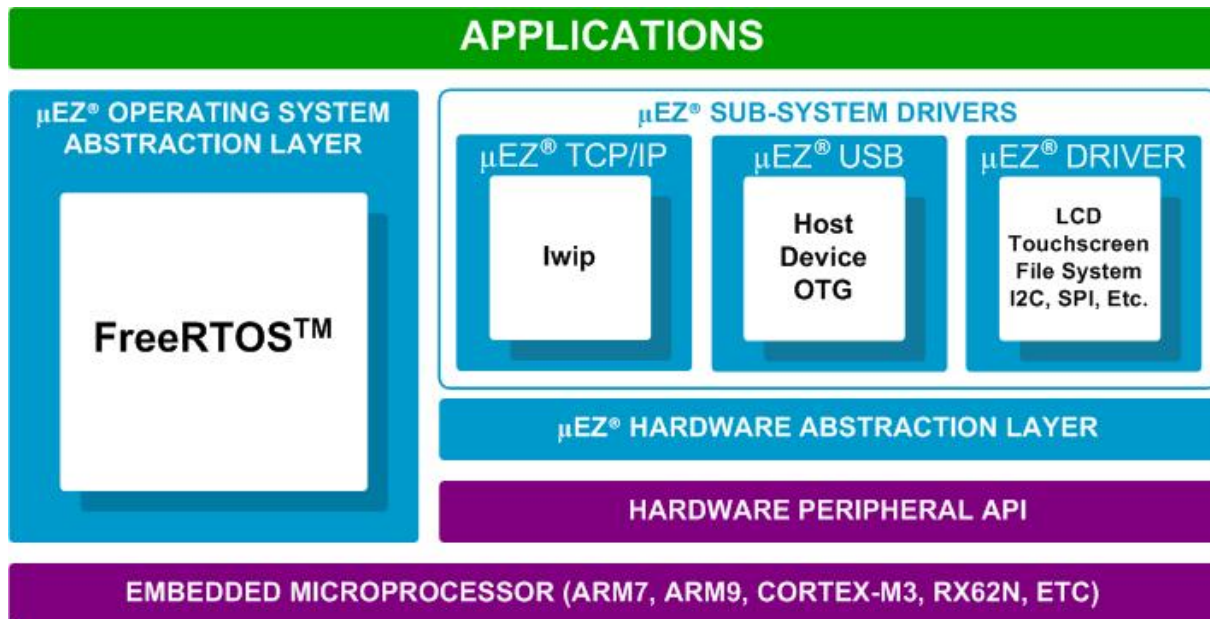 APPLICATIONS
μEZ® OPERATING SYSTEM
ABSTRACTION LAYER
FreeRTOS™
μEZ® SUB-SYSTEM DRIVERS
μEZ® TCP/IP
lwip
μEZ® USB
Host
Device
OTG
μEZ® DRIVER
LCD
Touchscreen
File System
I2C, SPI, Etc.
μEZ® HARDWARE ABSTRACTION LAYER
HARDWARE PERIPHERAL API
EMBEDDED MICROPROCESSOR (ARM7, ARM9, CORTEX-M3, RX62N, ETC)